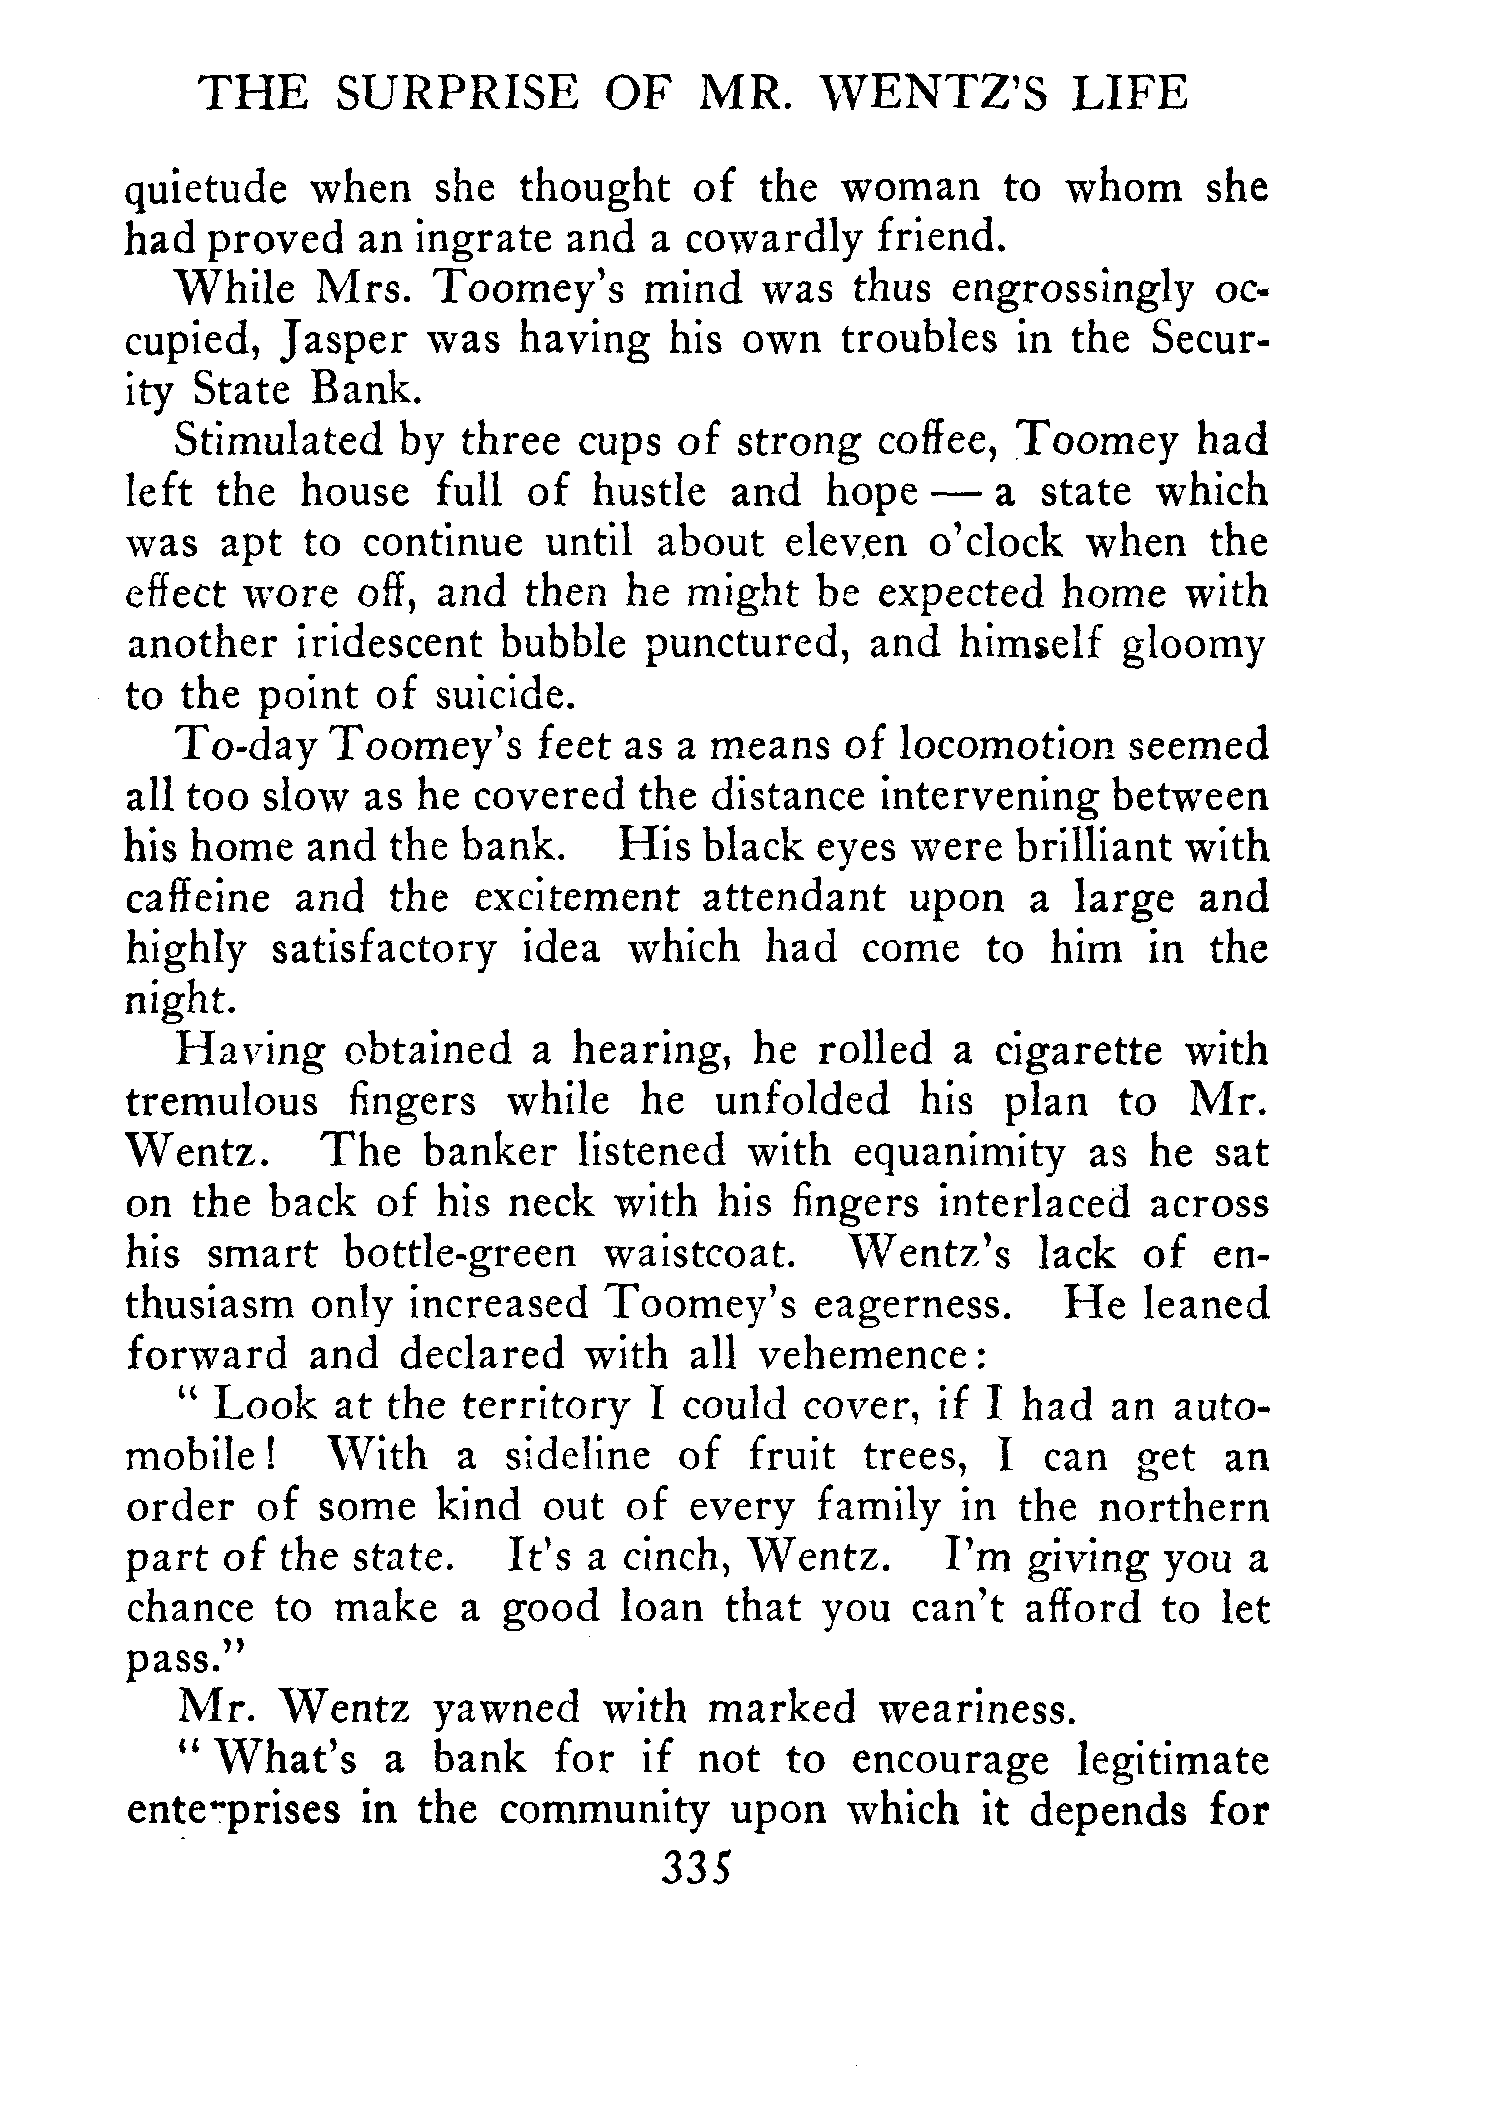 THE SURPRISE OF MR. WENTZ'S LIFE
quietude when she thought of the woman to whom she
had proved an ingrate and a cowardly friend.
While Mrs. Toomey's mind was thus engrossingly oc-
cupied, Jasper was having his own troubles in the Secur-
ity State Bank.
Stimulated by three cups of strong coffee, Toomey had
left the house full of hustle and hope — a state which
was apt to continue until about eleven o'clock when the
effect wore off, and then he might be expected home with
another iridescent bubble punctured, and himself gloomy
to the point of suicide.
To-day Toomey's feet as a means of locomotion seemed
all too slow as he covered the distance intervening between
his home and the bank. His black eyes were brilliant with
caffeine and the excitement attendant upon a large and
highly satisfactory idea which had come to him in the
night.
Having obtained a hearing, he rolled a cigarette with
tremulous fingers while he unfolded his plan to Mr.
Wentz. The banker listened with equanimity as he sat
on the back of his neck with his fingers interlaced across
his smart bottle-green waistcoat. Wentz's lack of en-
thusiasm only increased Toomey's eagerness. He leaned
forward and declared with all vehemence:
" Look at the territory I could cover, if I had an auto-
mobile! With a sideline of fruit trees, I can get an
order of some kind out of every family in the northern
part of the state. It's a cinch, Wentz. I'm giving you a
chance to make a good loan that you can't afford to let
pass."
Mr. Wentz yawned with marked weariness.
" What's a bank for if not to encourage legitimate
enterprises in the community upon which it depends for
335